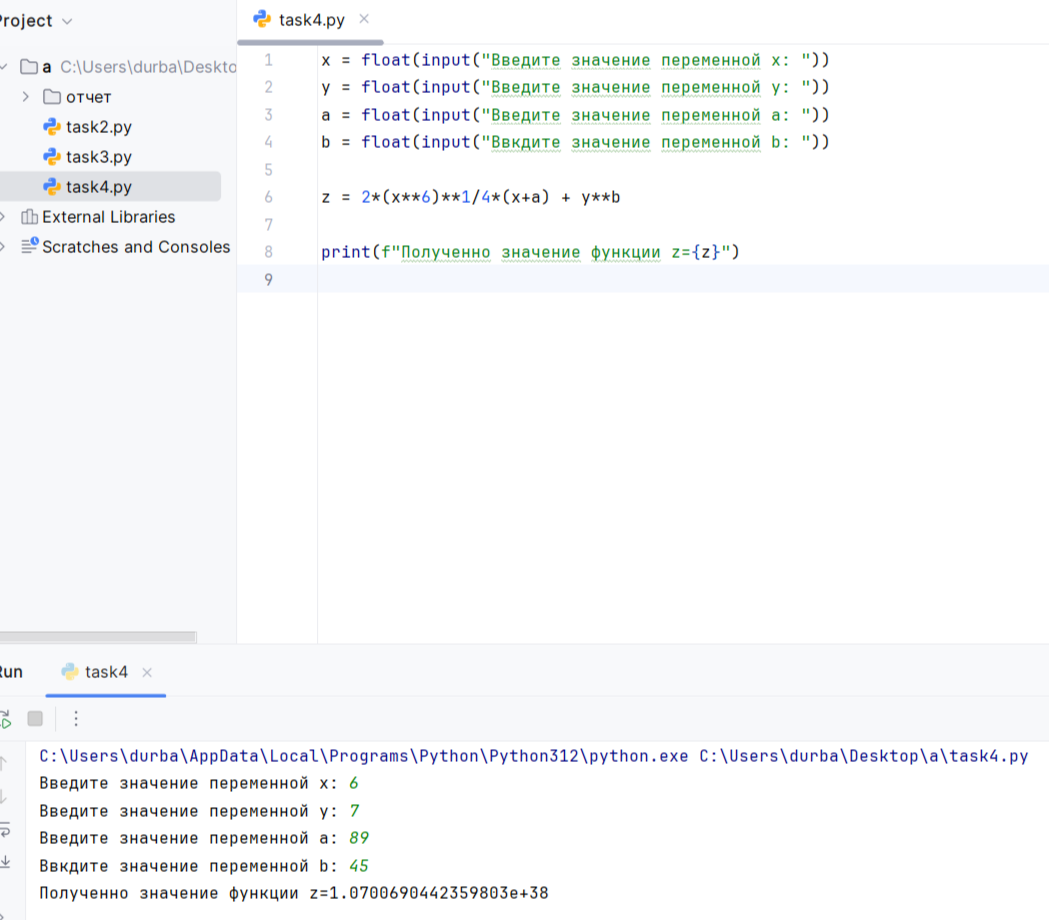 Project
task4.py
a C:\Users\durba\Deskto
отчет
task2.py
task3.py
task4.py
External Libraries
Scratches and Consoles
1 x = float(input("Введите значение переменной x: "))
2 y = float(input("Введите значение переменной y: "))
3 a = float(input("Введите значение переменной a: "))
4 b = float(input("Ввкдите значение переменной b: "))
5
6 z = 2*(x**6)**1/4*(x+a) + y**b
7
8 print(f"Полученно значение функции z={z}")
9
Run
task4
C:\Users\durba\AppData\Local\Programs\Python\Python312\python.exe C:\Users\durba\Desktop\a\task4.py
Введите значение переменной x: 6
Введите значение переменной y: 7
Введите значение переменной a: 89
Ввкдите значение переменной b: 45
Полученно значение функции z=1.0700690442359803e+38